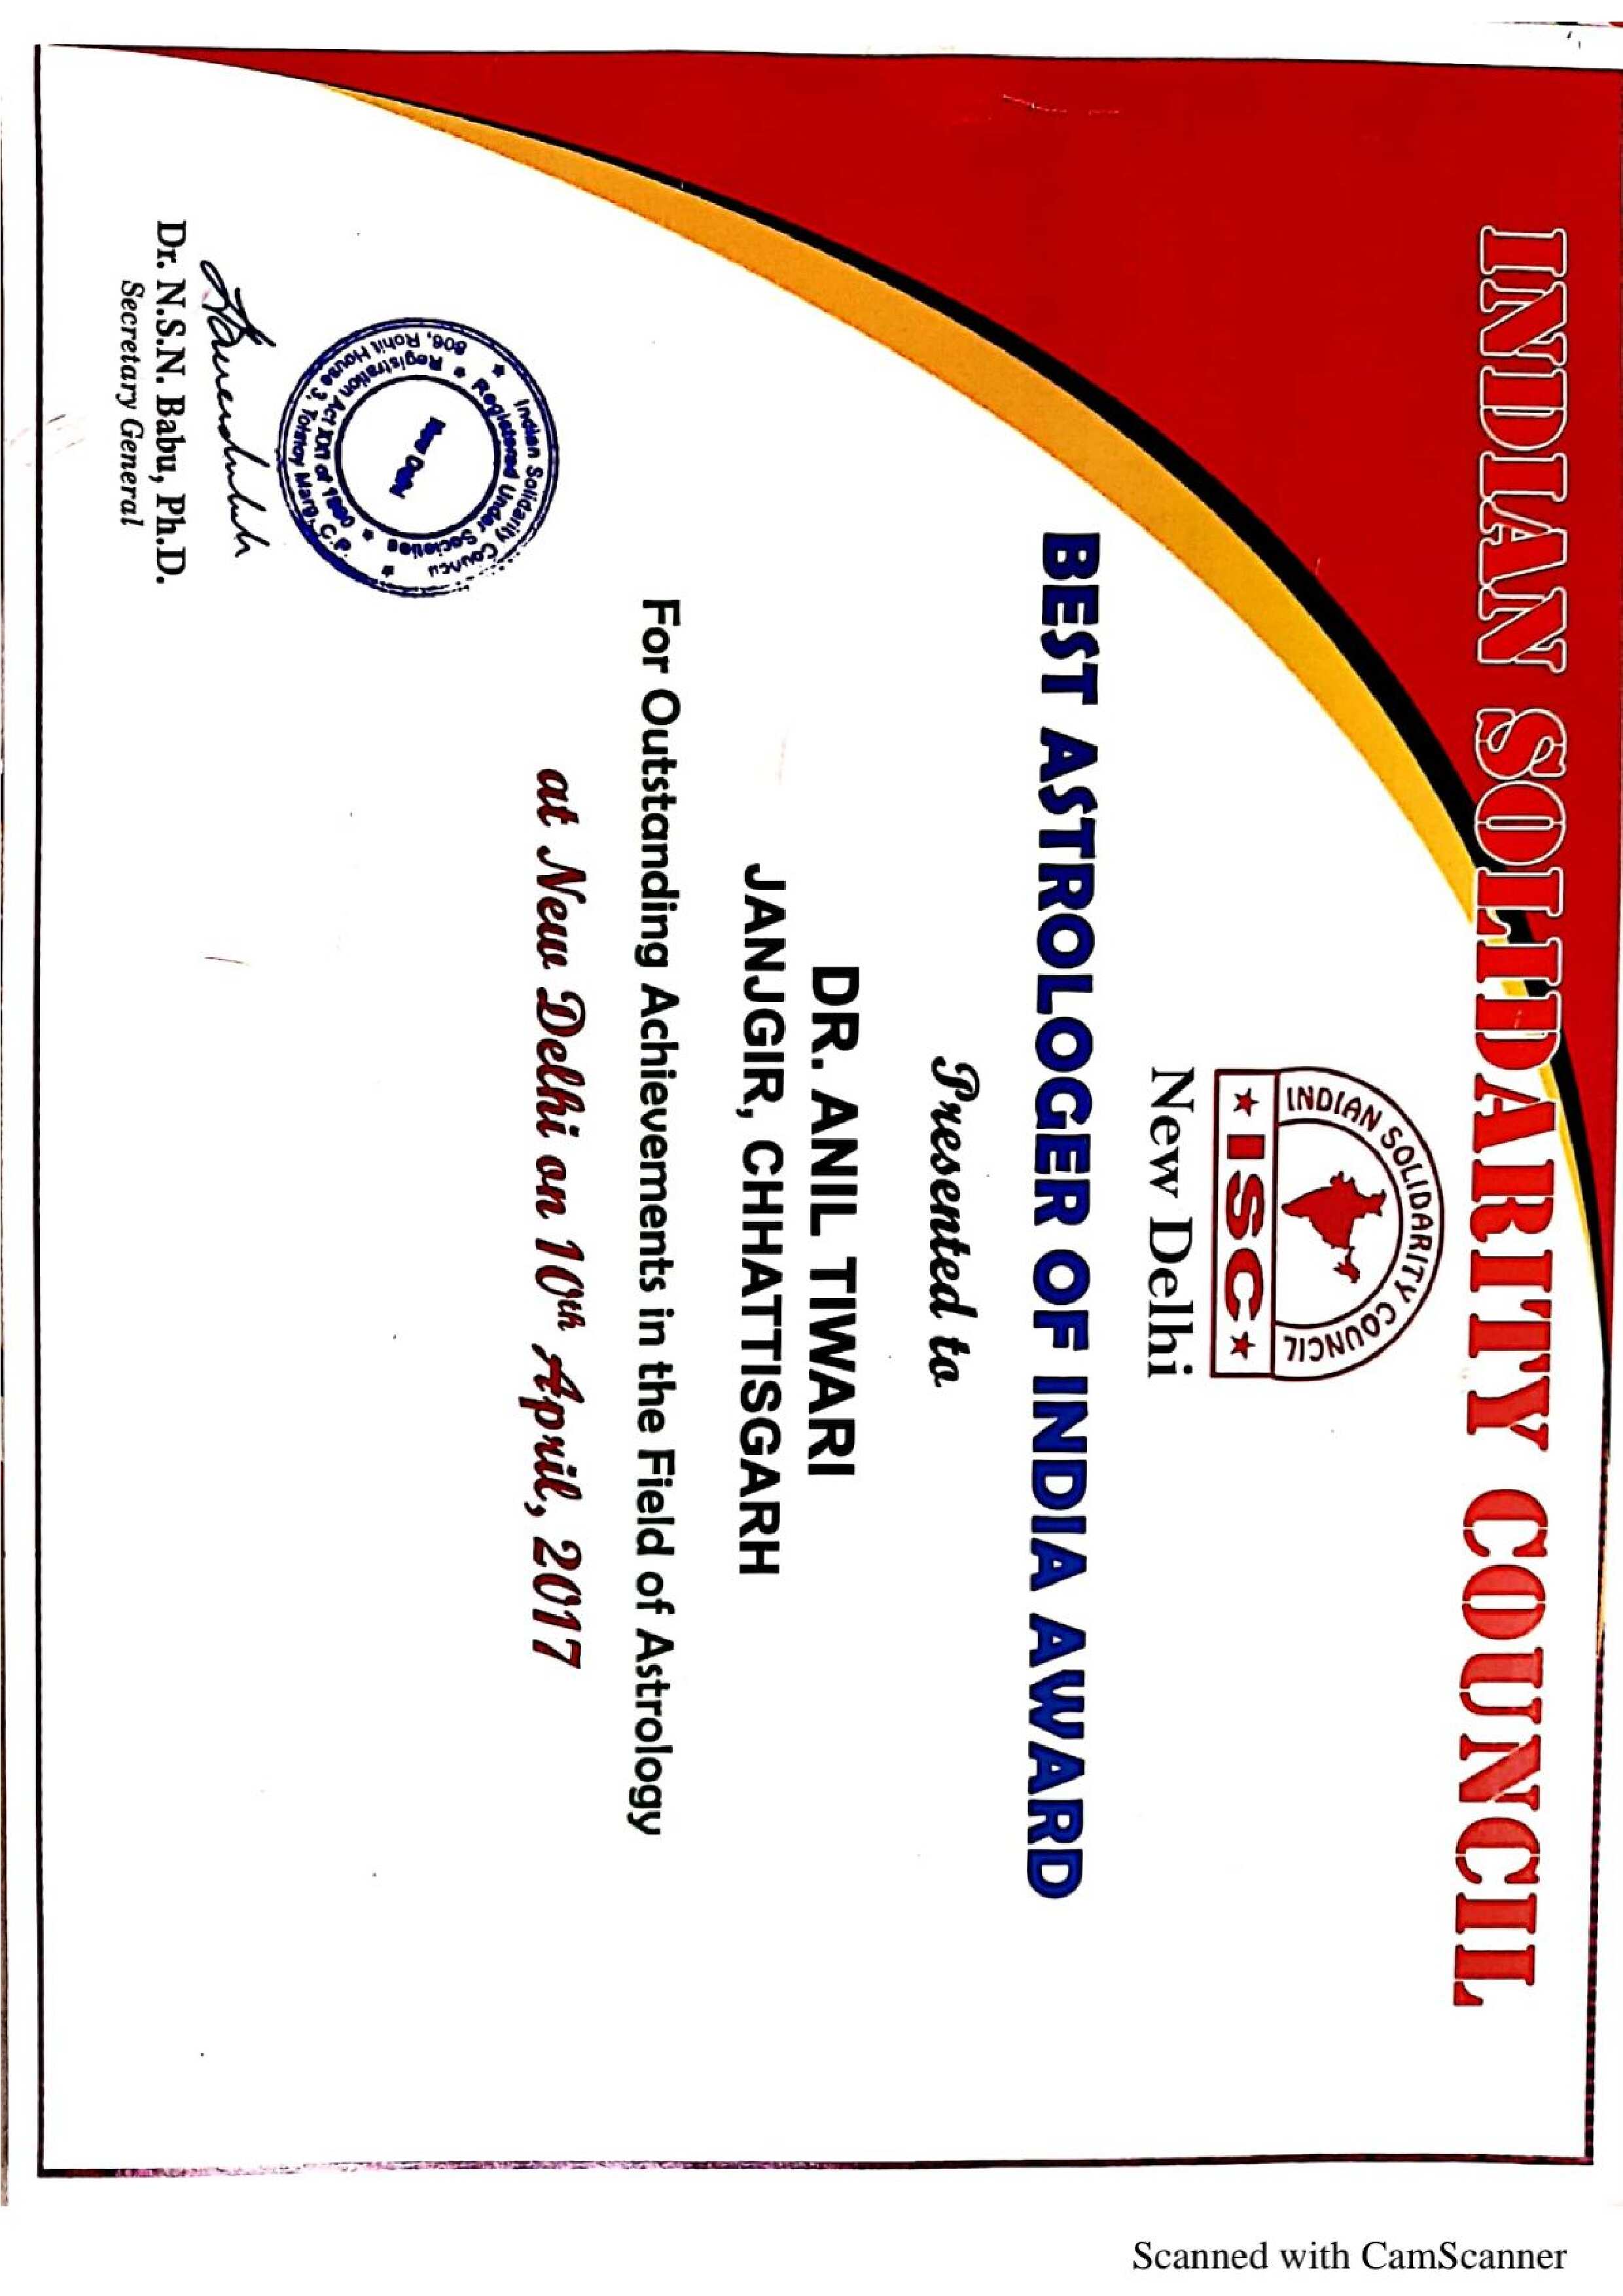 INDIAN SOLIDARITY COUNCIL
INDIAN SOLIDARITY COUNCIL
ISC
New Delhi
BEST ASTROLOGER OF INDIA AWARD
Presented to
DR. ANIL TIWARI
JANJGIR, CHHATTISGARH
For Outstanding Achievements in the Field of Astrology
at New Delhi on 10th April, 2017
Indian Solidarity Council
806, Rohit House 3, Tolstoy Marg, C.P.
Registered Under Societies
Registration Act XXI of
New Delhi
Dr. N.S.N. Babu, Ph.D.
Secretary General
Scanned with CamScanner